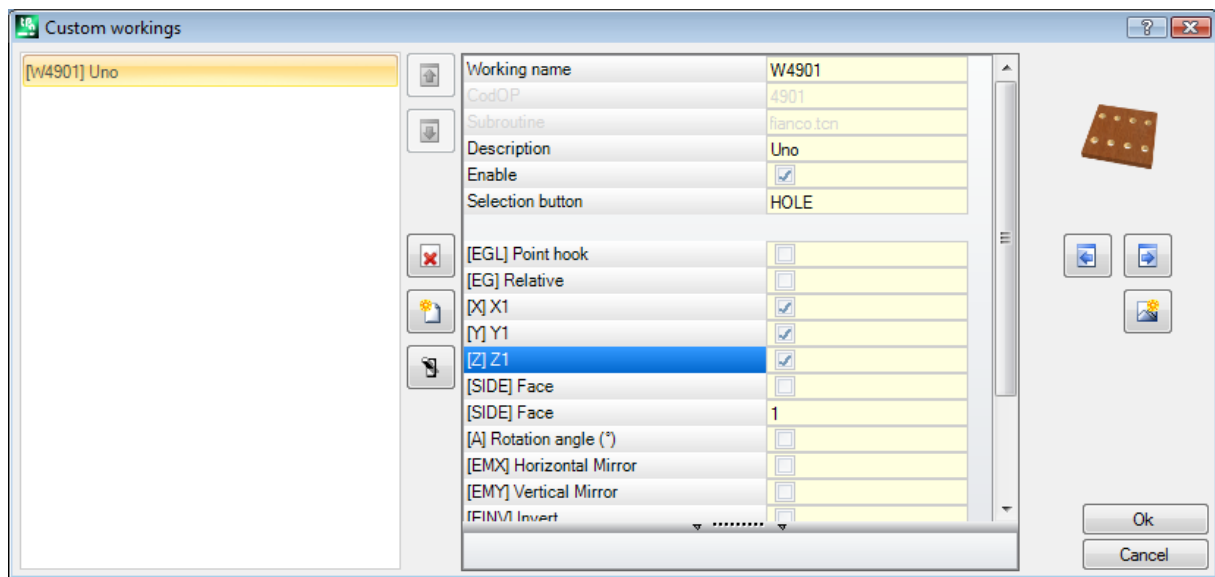 Custom workings
[W4901] Uno
Working name W4901
CodOP 4901
Subroutine fianco.tcn
Description Uno
Enable
Selection button HOLE
[EGL] Point hook
[EG] Relative
[X] X1
[Y] Y1
[Z] Z1
[SIDE] Face
[SIDE] Face 1
[A] Rotation angle (°)
[EMX] Horizontal Mirror
[EMY] Vertical Mirror
[EINV] Invert
Ok
Cancel